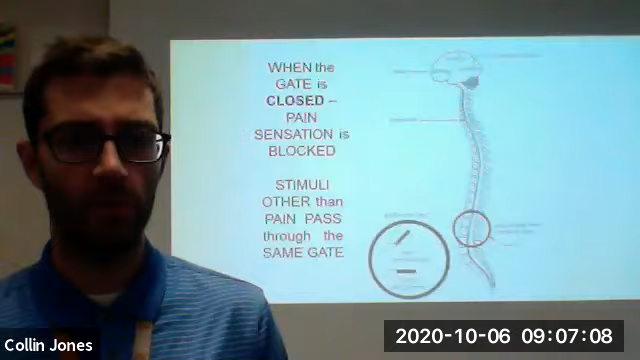 WHEN the
GATE is
CLOSED –
PAIN
SENSATION is
BLOCKED
STIMULI
OTHER than
PAIN PASS
through the
SAME GATE
Collin Jones
2020-10-06 09:07:08